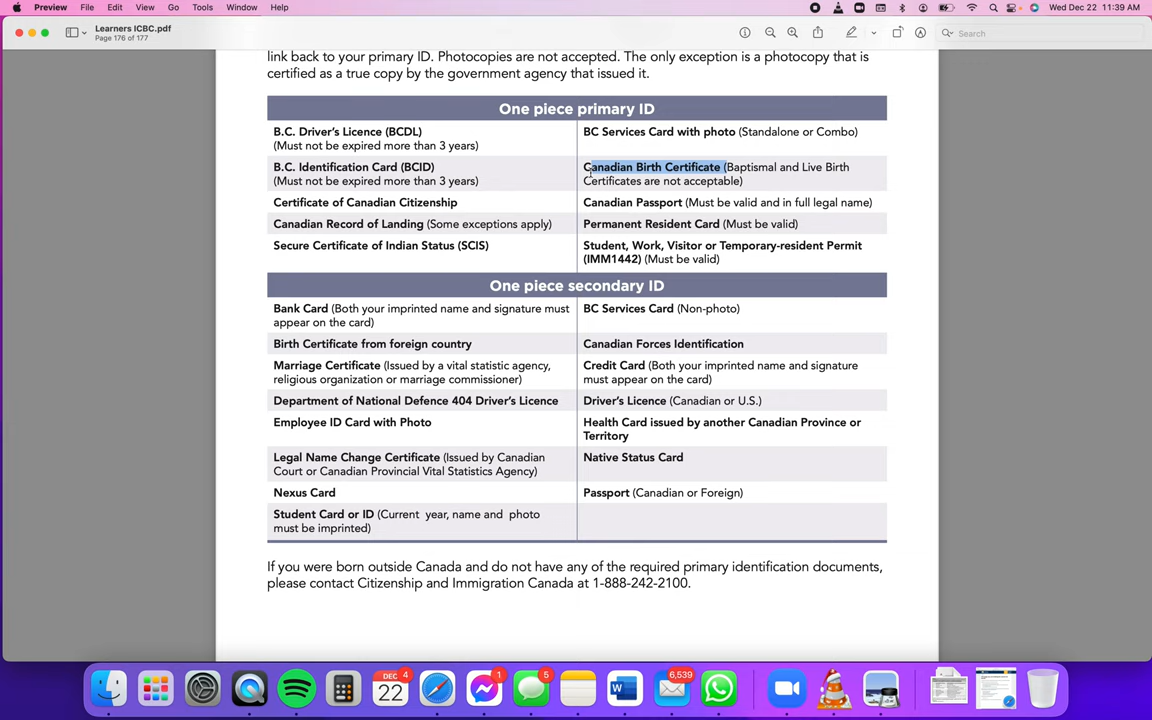 Preview File Edit View Go Tools Window Help Wed Dec 22 11:39 AM
Learners ICBC.pdf
Page 176 of 177
Search
link back to your primary ID. Photocopies are not accepted. The only exception is a photocopy that is
certified as a true copy by the government agency that issued it.
One piece primary ID
B.C. Driver's Licence (BCDL)
(Must not be expired more than 3 years)
BC Services Card with photo (Standalone or Combo)
B.C. Identification Card (BCID)
(Must not be expired more than 3 years)
Canadian Birth Certificate (Baptismal and Live Birth
Certificates are not acceptable)
Certificate of Canadian Citizenship
Canadian Passport (Must be valid and in full legal name)
Canadian Record of Landing (Some exceptions apply)
Permanent Resident Card (Must be valid)
Secure Certificate of Indian Status (SCIS)
Student, Work, Visitor or Temporary-resident Permit
(IMM1442) (Must be valid)
One piece secondary ID
Bank Card (Both your imprinted name and signature must
appear on the card)
BC Services Card (Non-photo)
Birth Certificate from foreign country
Canadian Forces Identification
Marriage Certificate (Issued by a vital statistic agency,
religious organization or marriage commissioner)
Credit Card (Both your imprinted name and signature
must appear on the card)
Department of National Defence 404 Driver's Licence
Driver's Licence (Canadian or U.S.)
Employee ID Card with Photo
Health Card issued by another Canadian Province or
Territory
Legal Name Change Certificate (Issued by Canadian
Court or Canadian Provincial Vital Statistics Agency)
Native Status Card
Nexus Card
Passport (Canadian or Foreign)
Student Card or ID (Current year, name and photo
must be imprinted)
If you were born outside Canada and do not have any of the required primary identification documents,
please contact Citizenship and Immigration Canada at 1-888-242-2100.
DEC 4
22
1
5
6,539